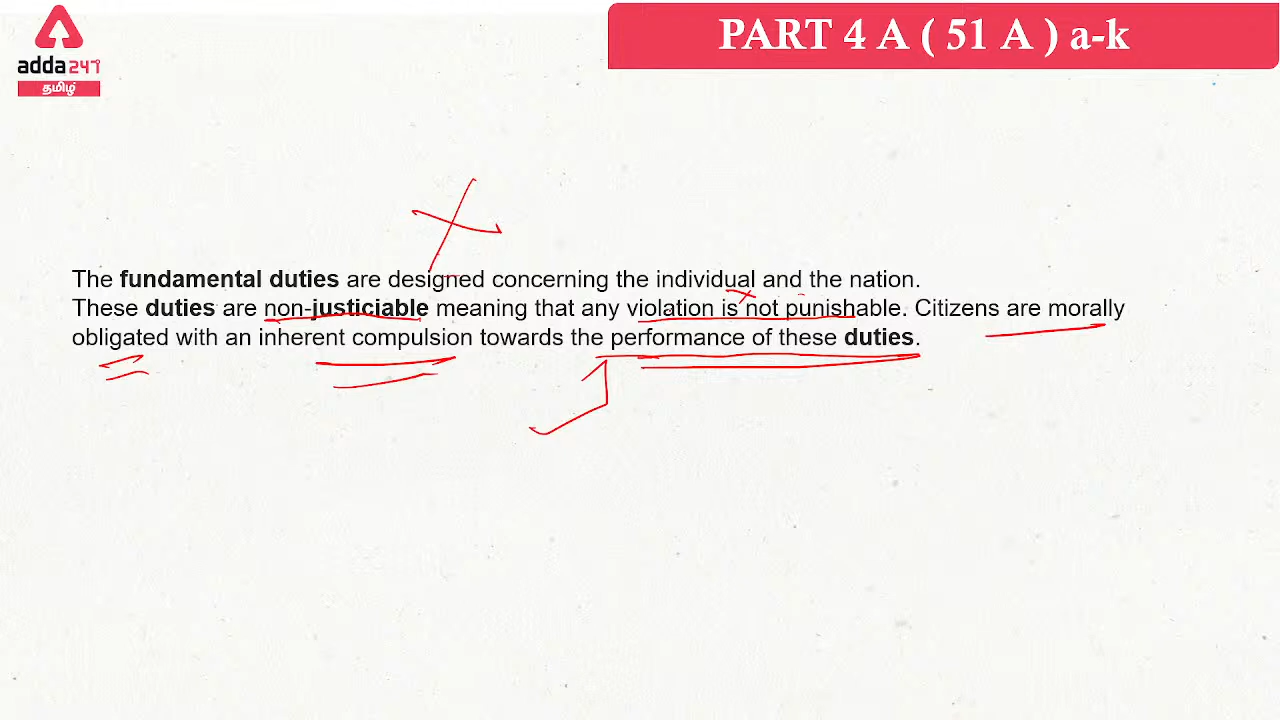 adda247
தமிழ்
PART 4 A ( 51 A ) a-k
The fundamental duties are designed concerning the individual and the nation.
These duties are non-justiciable meaning that any violation is not punishable. Citizens are morally
obligated with an inherent compulsion towards the performance of these duties.